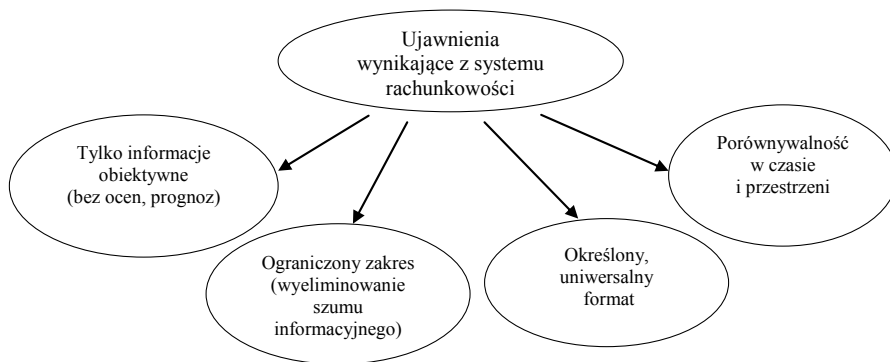 Ujawnienia
wynikające z systemu
rachunkowości
Tylko informacje
obiektywne
(bez ocen, prognoz)
Ograniczony zakres
(wyeliminowanie
szumu
informacyjnego)
Określony,
uniwersalny
format
Porównywalność
w czasie
i przestrzeni